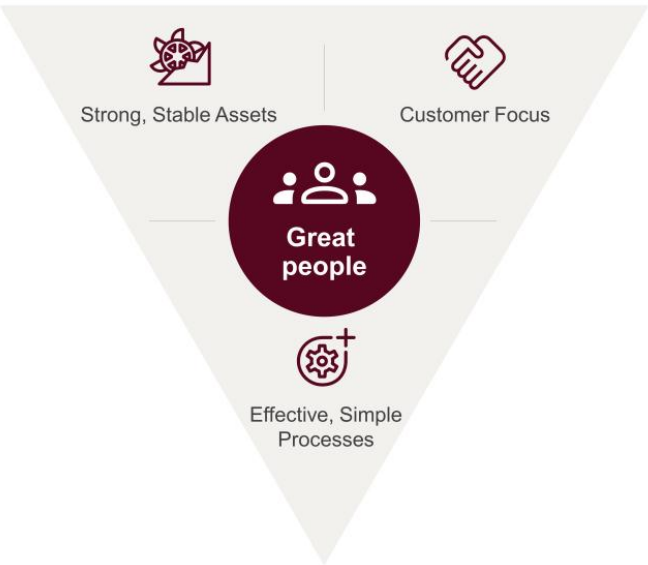 Strong, Stable Assets
Customer Focus
Great
people
Effective, Simple
Processes